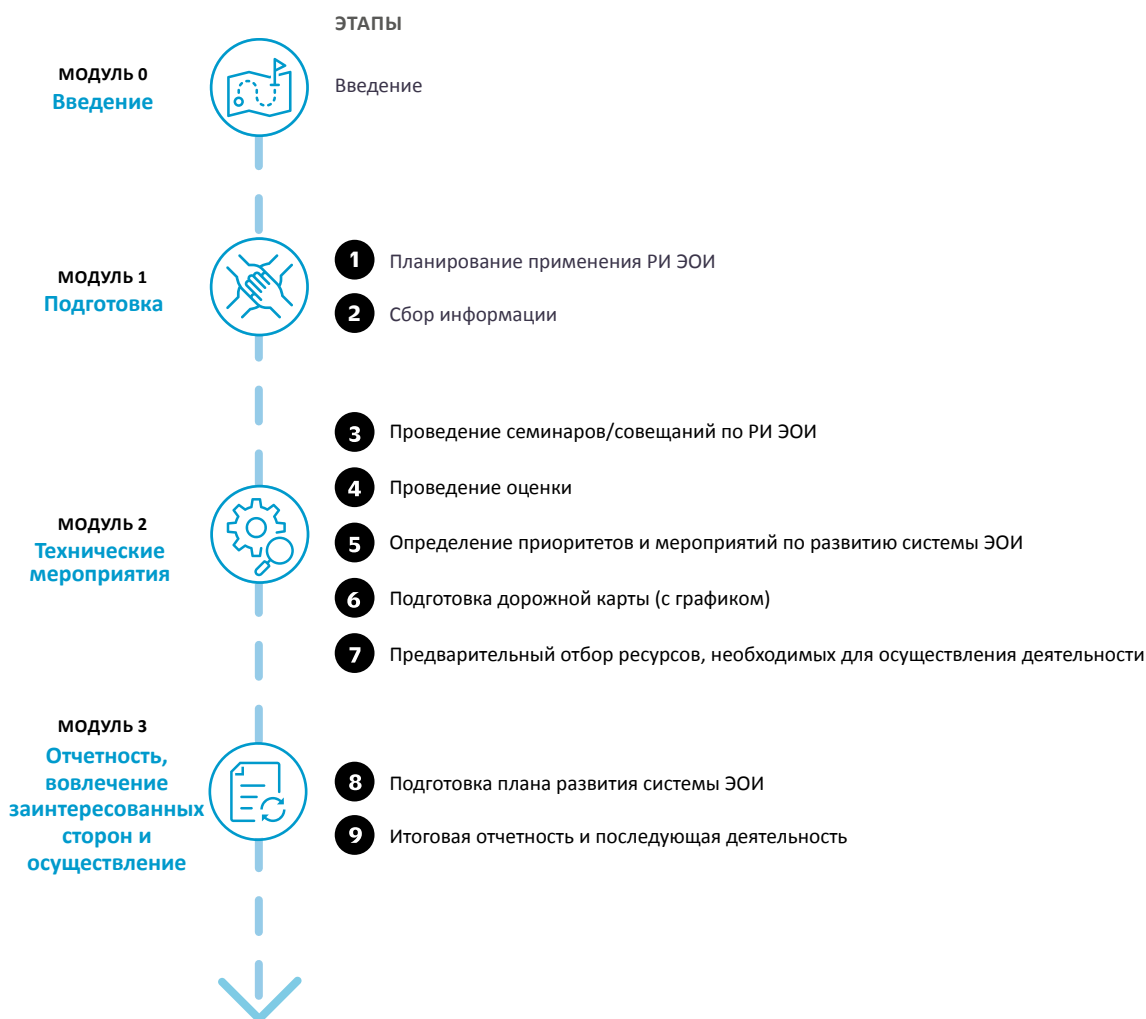 ЭТАПЫ
МОДУЛЬ 0
Введение
Введение
МОДУЛЬ 1
Подготовка
1 Планирование применения РИ ЭОИ
2 Сбор информации
МОДУЛЬ 2
Технические
мероприятия
3 Проведение семинаров/совещаний по РИ ЭОИ
4 Проведение оценки
5 Определение приоритетов и мероприятий по развитию системы ЭОИ
6 Подготовка дорожной карты (с графиком)
7 Предварительный отбор ресурсов, необходимых для осуществления деятельности
МОДУЛЬ 3
Отчетность,
вовлечение
заинтересованных
сторон и
осуществление
8 Подготовка плана развития системы ЭОИ
9 Итоговая отчетность и последующая деятельность